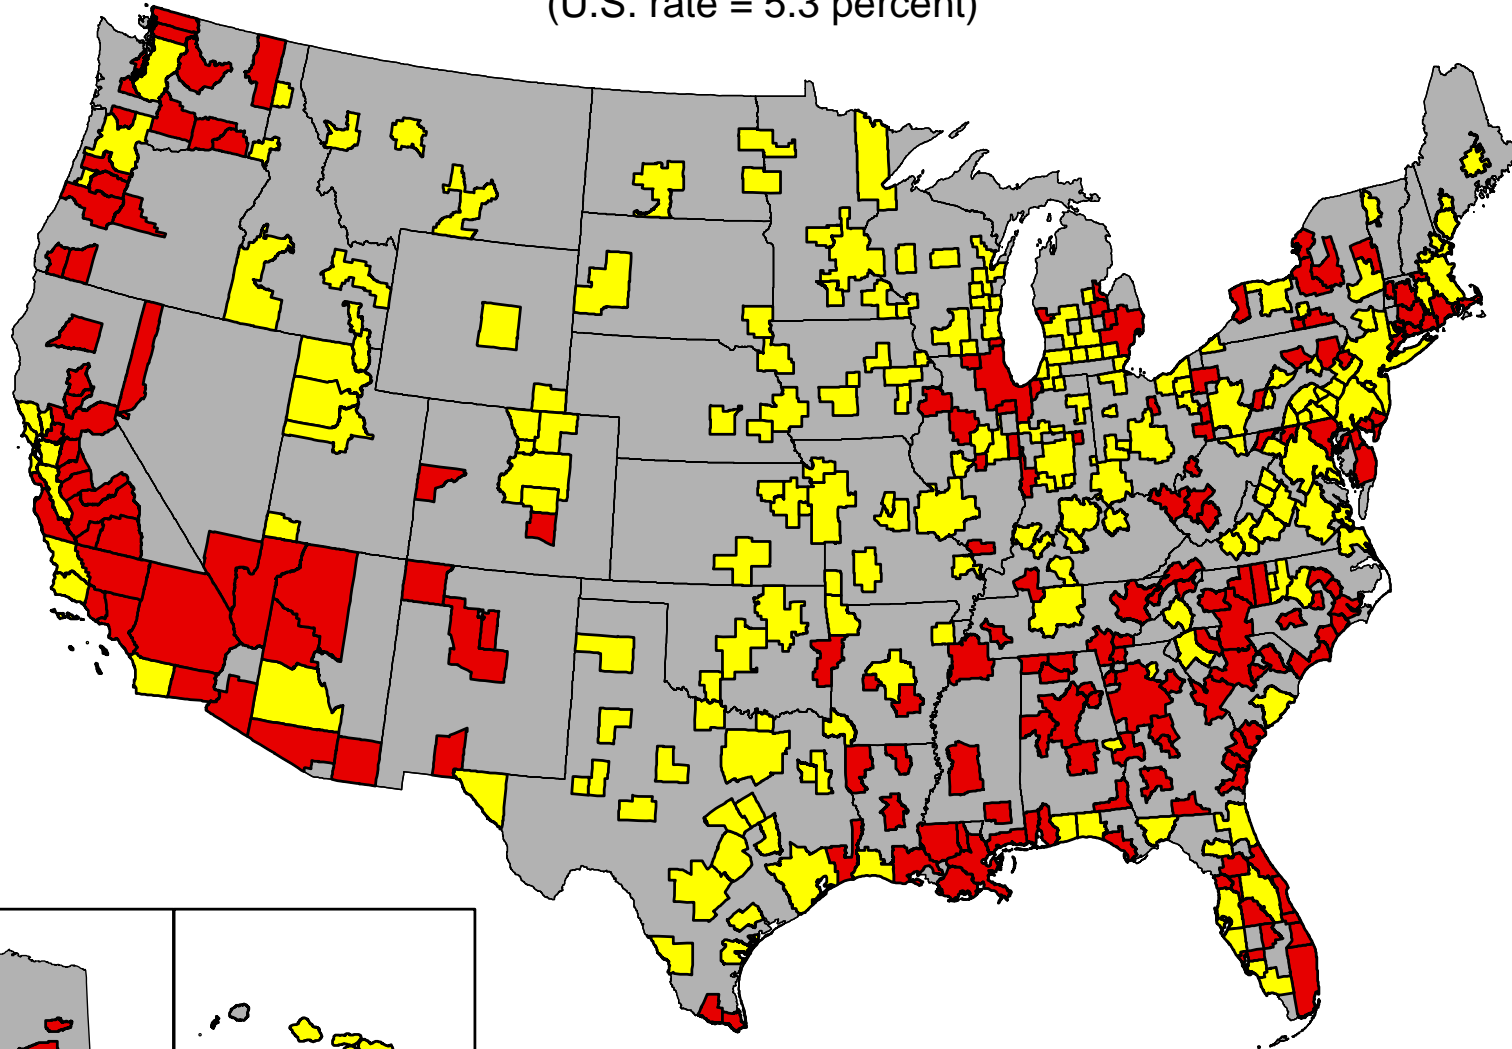 (U.S. rate = 5.3 percent)